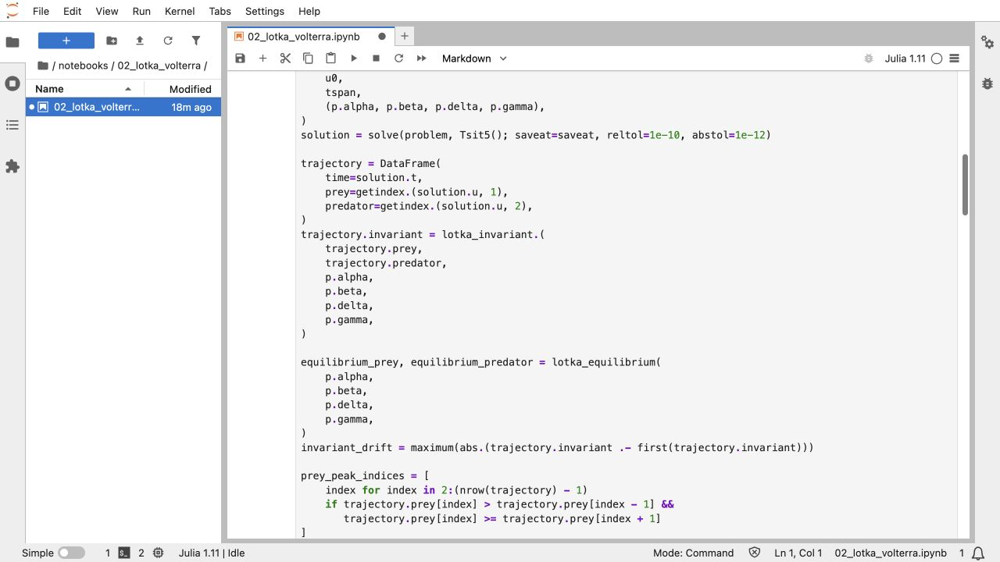 File Edit View Run Kernel Tabs Settings Help
+
/ notebooks / 02_lotka_volterra /
Name Modified
02_lotka_volterr... 18m ago
02_lotka_volterra.ipynb
Markdown
Julia 1.11
u0,
tspan,
(p.alpha, p.beta, p.delta, p.gamma),
)
solution = solve(problem, Tsit5(); saveat=saveat, reltol=1e-10, abstol=1e-12)
trajectory = DataFrame(
time=solution.t,
prey=getindex.(solution.u, 1),
predator=getindex.(solution.u, 2),
)
trajectory.invariant = lotka_invariant.(
trajectory.prey,
trajectory.predator,
p.alpha,
p.beta,
p.delta,
p.gamma,
)
equilibrium_prey, equilibrium_predator = lotka_equilibrium(
p.alpha,
p.beta,
p.delta,
p.gamma,
)
invariant_drift = maximum(abs.(trajectory.invariant .- first(trajectory.invariant)))
prey_peak_indices = [
index for index in 2:(nrow(trajectory) - 1)
if trajectory.prey[index] > trajectory.prey[index - 1] &&
trajectory.prey[index] >= trajectory.prey[index + 1]
]
Simple 1 2 Julia 1.11 | Idle Mode: Command Ln 1, Col 1 02_lotka_volterra.ipynb 1